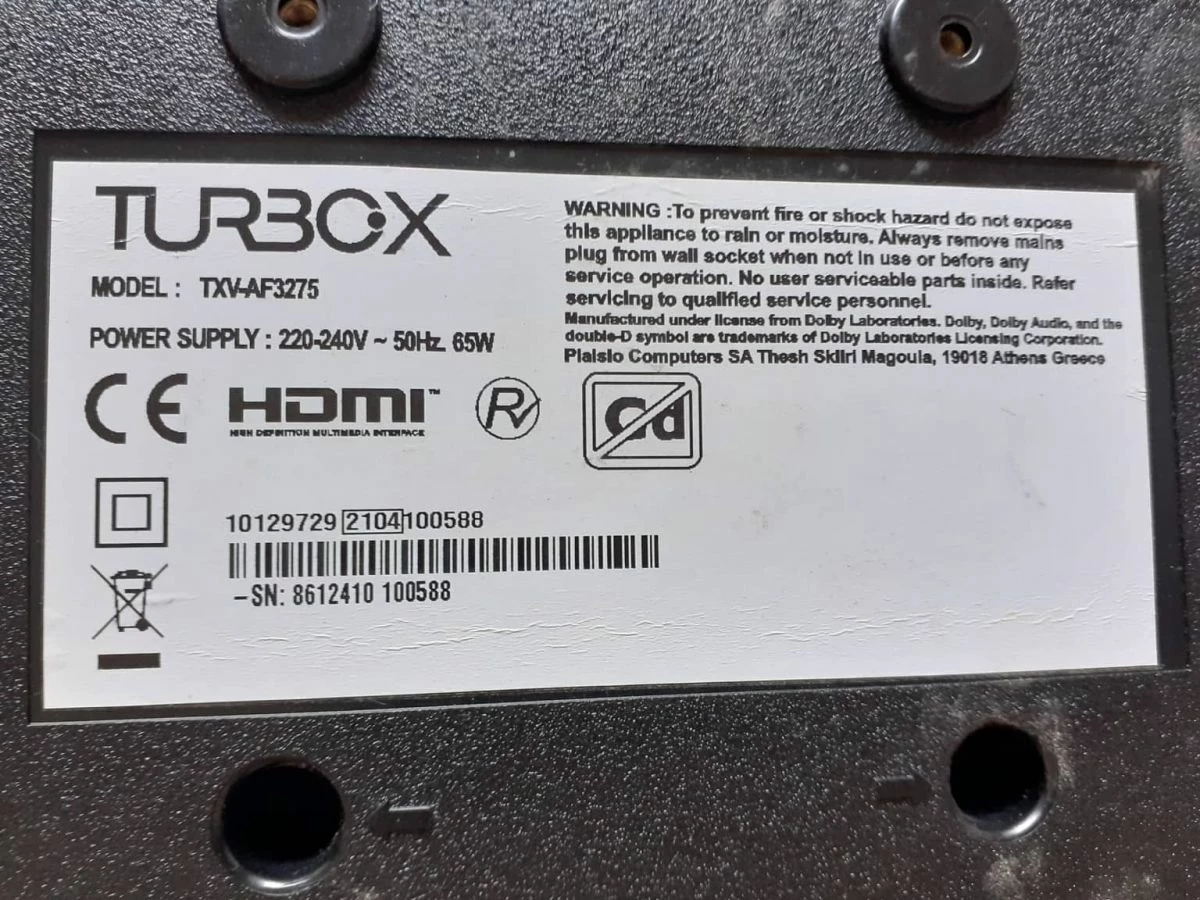 TURBOX
MODEL : TXV-AF3275
POWER SUPPLY : 220-240V ~ 50Hz 65W
WARNING :To prevent fire or shock hazard do not expose
this appliance to rain or moisture. Always remove mains
plug from wall socket when not in use or before any
service operation. No user serviceable parts inside. Refer
servicing to qualified service personnel.
Manufactured under license from Dolby Laboratories. Dolby, Dolby Audio, and the
double-D symbol are trademarks of Dolby Laboratories Licensing Corporation.
Plaisio Computers SA Thesh Skliri Magoula, 19018 Athens Greece
CE
HDMI™
HIGH DEFINITION MULTIMEDIA INTERFACE
R
Cd
10129729 2104 100588
-SN: 8612410 100588